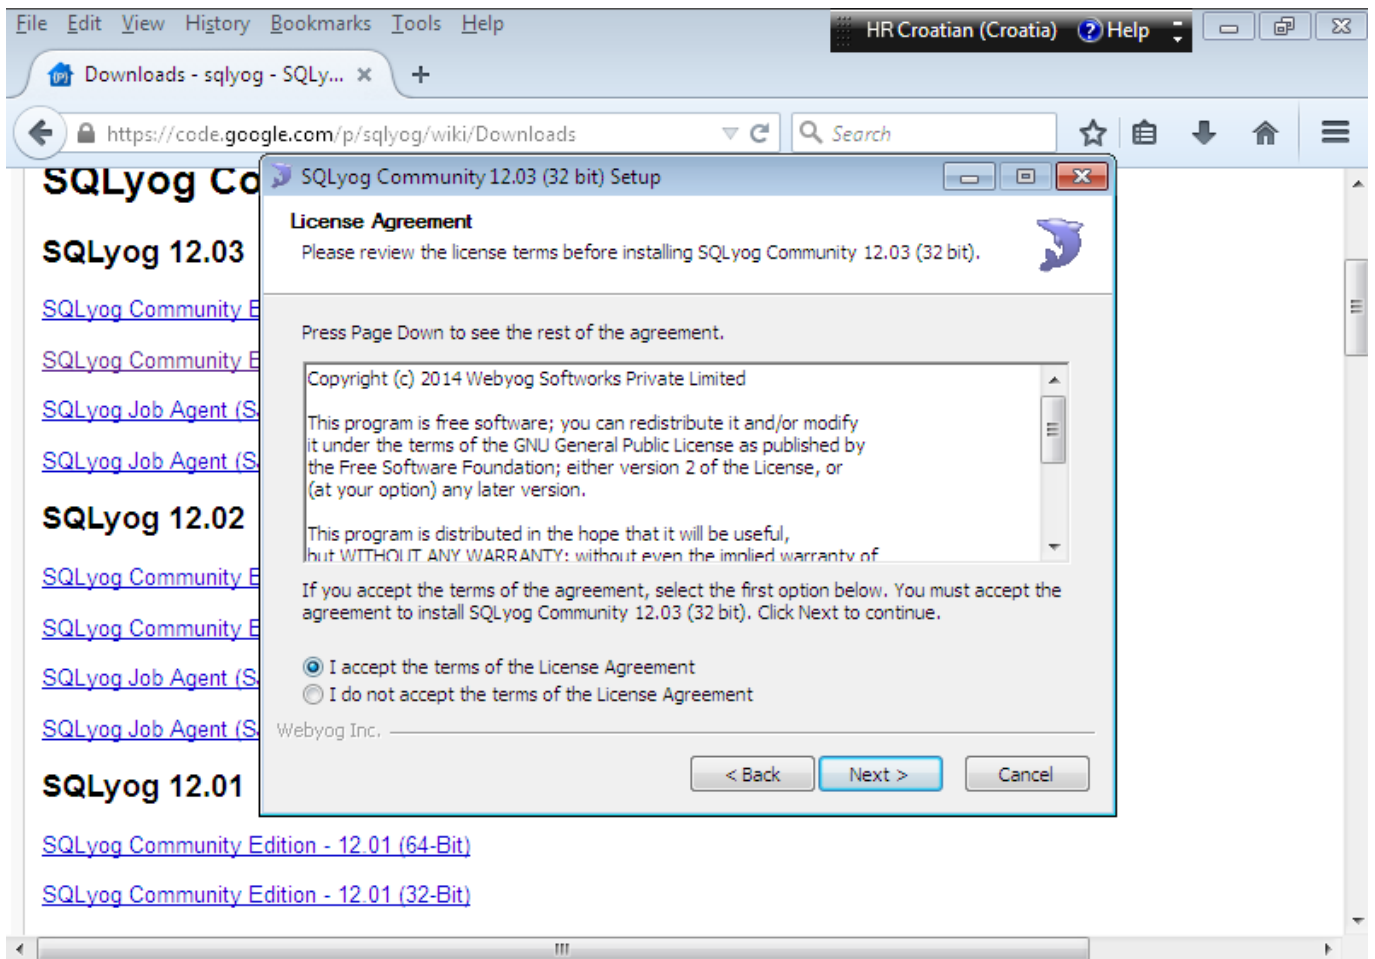 File Edit View History Bookmarks Tools Help
HR Croatian (Croatia) Help
Downloads - sqlyog - SQLy...
https://code.google.com/p/sqlyog/wiki/Downloads
Search
SQLyog Co
SQLyog 12.03
SQLyog Community E
SQLyog Community E
SQLyog Job Agent (S
SQLyog Job Agent (S
SQLyog 12.02
SQLyog Community E
SQLyog Community E
SQLyog Job Agent (S
SQLyog Job Agent (S
SQLyog 12.01
SQLyog Community Edition - 12.01 (64-Bit)
SQLyog Community Edition - 12.01 (32-Bit)
SQLyog Community 12.03 (32 bit) Setup
License Agreement
Please review the license terms before installing SQLyog Community 12.03 (32 bit).
Press Page Down to see the rest of the agreement.
Copyright (c) 2014 Webyog Softworks Private Limited
This program is free software; you can redistribute it and/or modify
it under the terms of the GNU General Public License as published by
the Free Software Foundation; either version 2 of the License, or
(at your option) any later version.
This program is distributed in the hope that it will be useful,
but WITHOUT ANY WARRANTY; without even the implied warranty of
If you accept the terms of the agreement, select the first option below. You must accept the
agreement to install SQLyog Community 12.03 (32 bit). Click Next to continue.
I accept the terms of the License Agreement
I do not accept the terms of the License Agreement
Webyog Inc.
< Back Next > Cancel